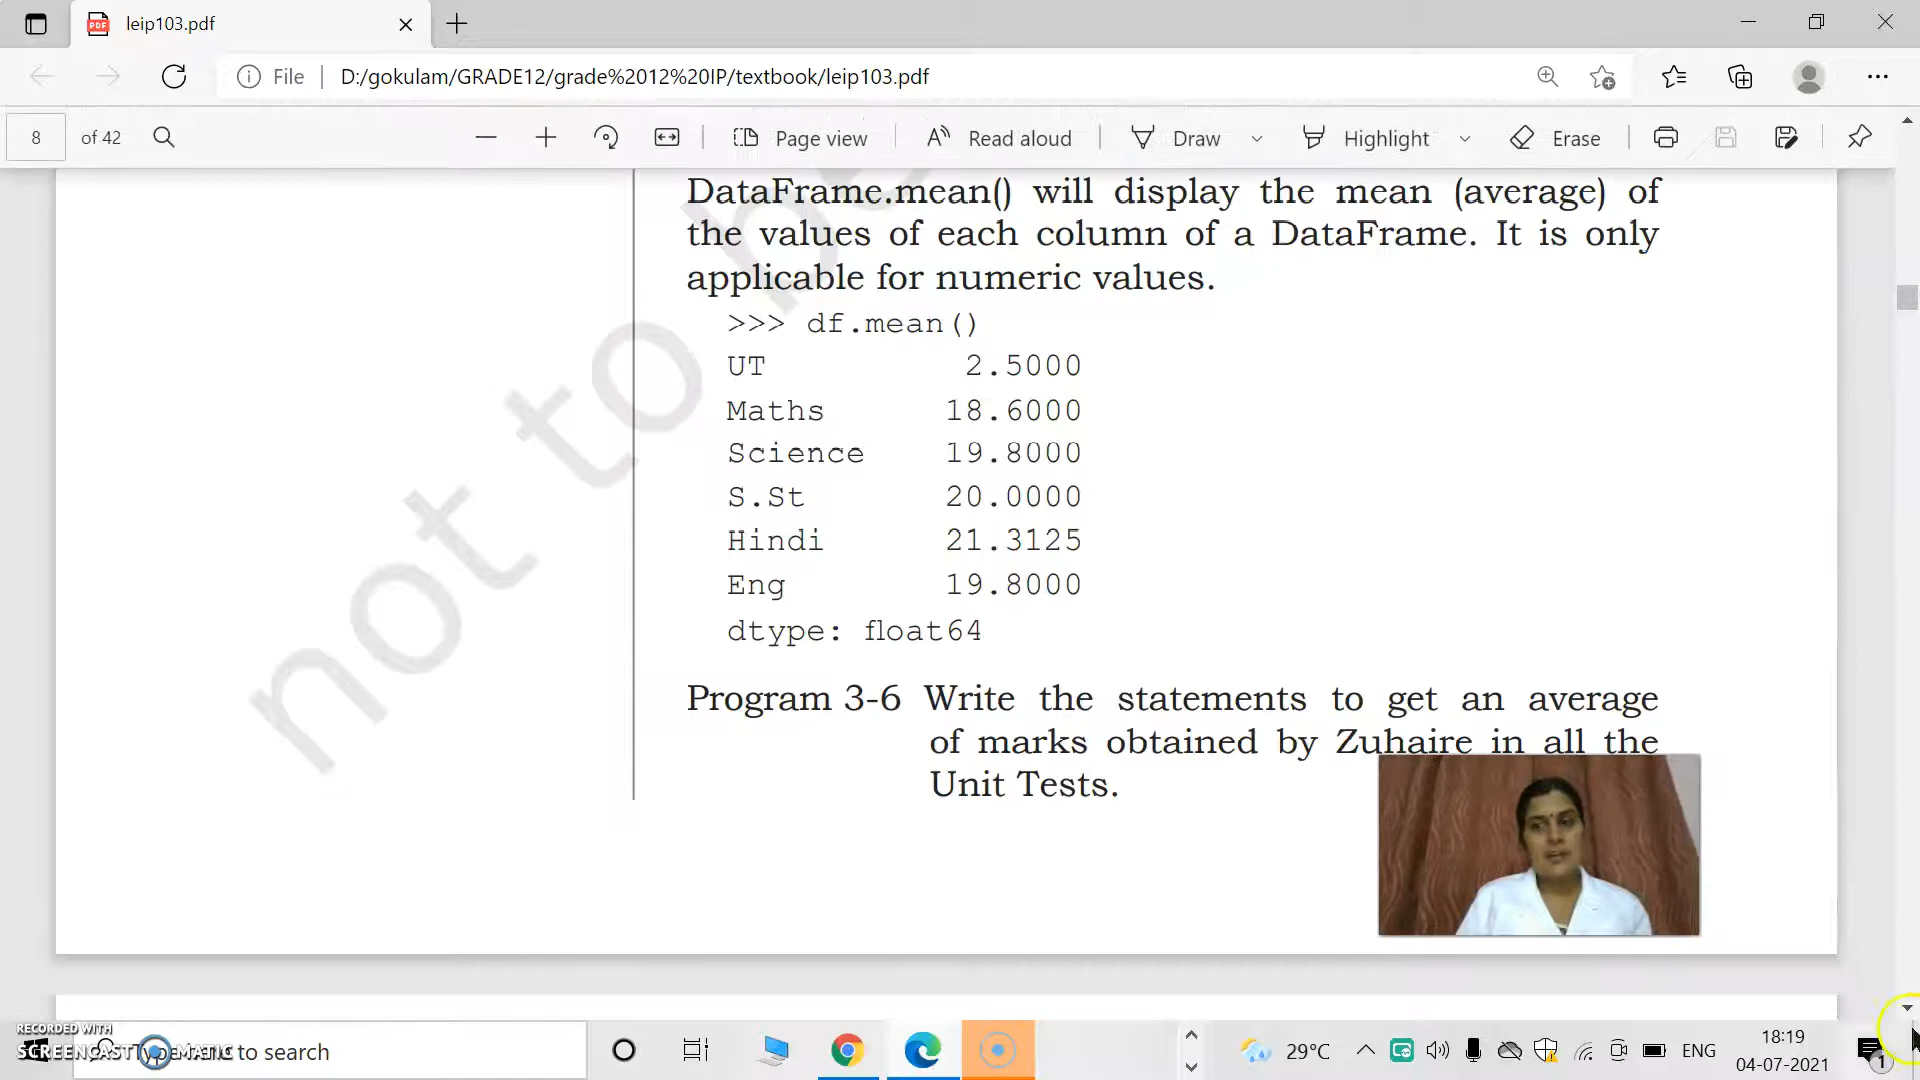 leip103.pdf
File
D:/gokulam/GRADE12/grade%2012%20IP/textbook/leip103.pdf
8
of 42
Page view
Read aloud
Draw
Highlight
Erase
DataFrame.mean() will display the mean (average) of
the values of each column of a DataFrame. It is only
applicable for numeric values.
>>> df.mean()
UT 2.5000
Maths 18.6000
Science 19.8000
S.St 20.0000
Hindi 21.3125
Eng 19.8000
dtype: float64
Program 3-6 Write the statements to get an average
of marks obtained by Zuhaire in all the
Unit Tests.
not to be
RECORDED WITH
SCREENCAST MATIC
Type to search
29°C
ENG
18:19
04-07-2021
1